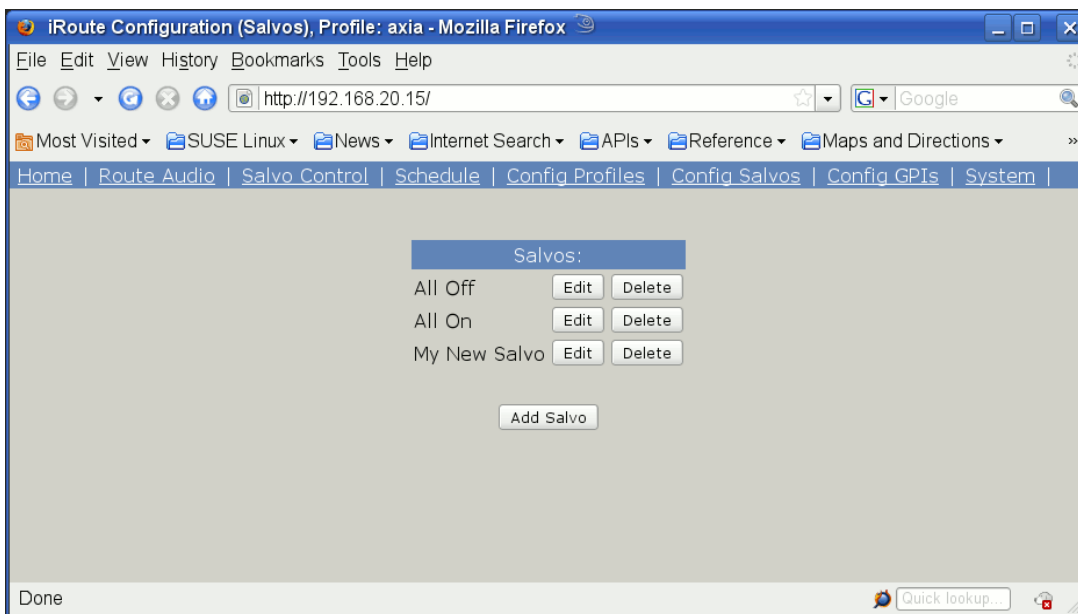 iRoute Configuration (Salvos), Profile: axia - Mozilla Firefox
File Edit View History Bookmarks Tools Help
http://192.168.20.15/ G Google
Most Visited SUSE Linux News Internet Search APIs Reference Maps and Directions »
Home | Route Audio | Salvo Control | Schedule | Config Profiles | Config Salvos | Config GPIs | System |
Salvos:
All Off Edit Delete
All On Edit Delete
My New Salvo Edit Delete
Add Salvo
Done Quick lookup...